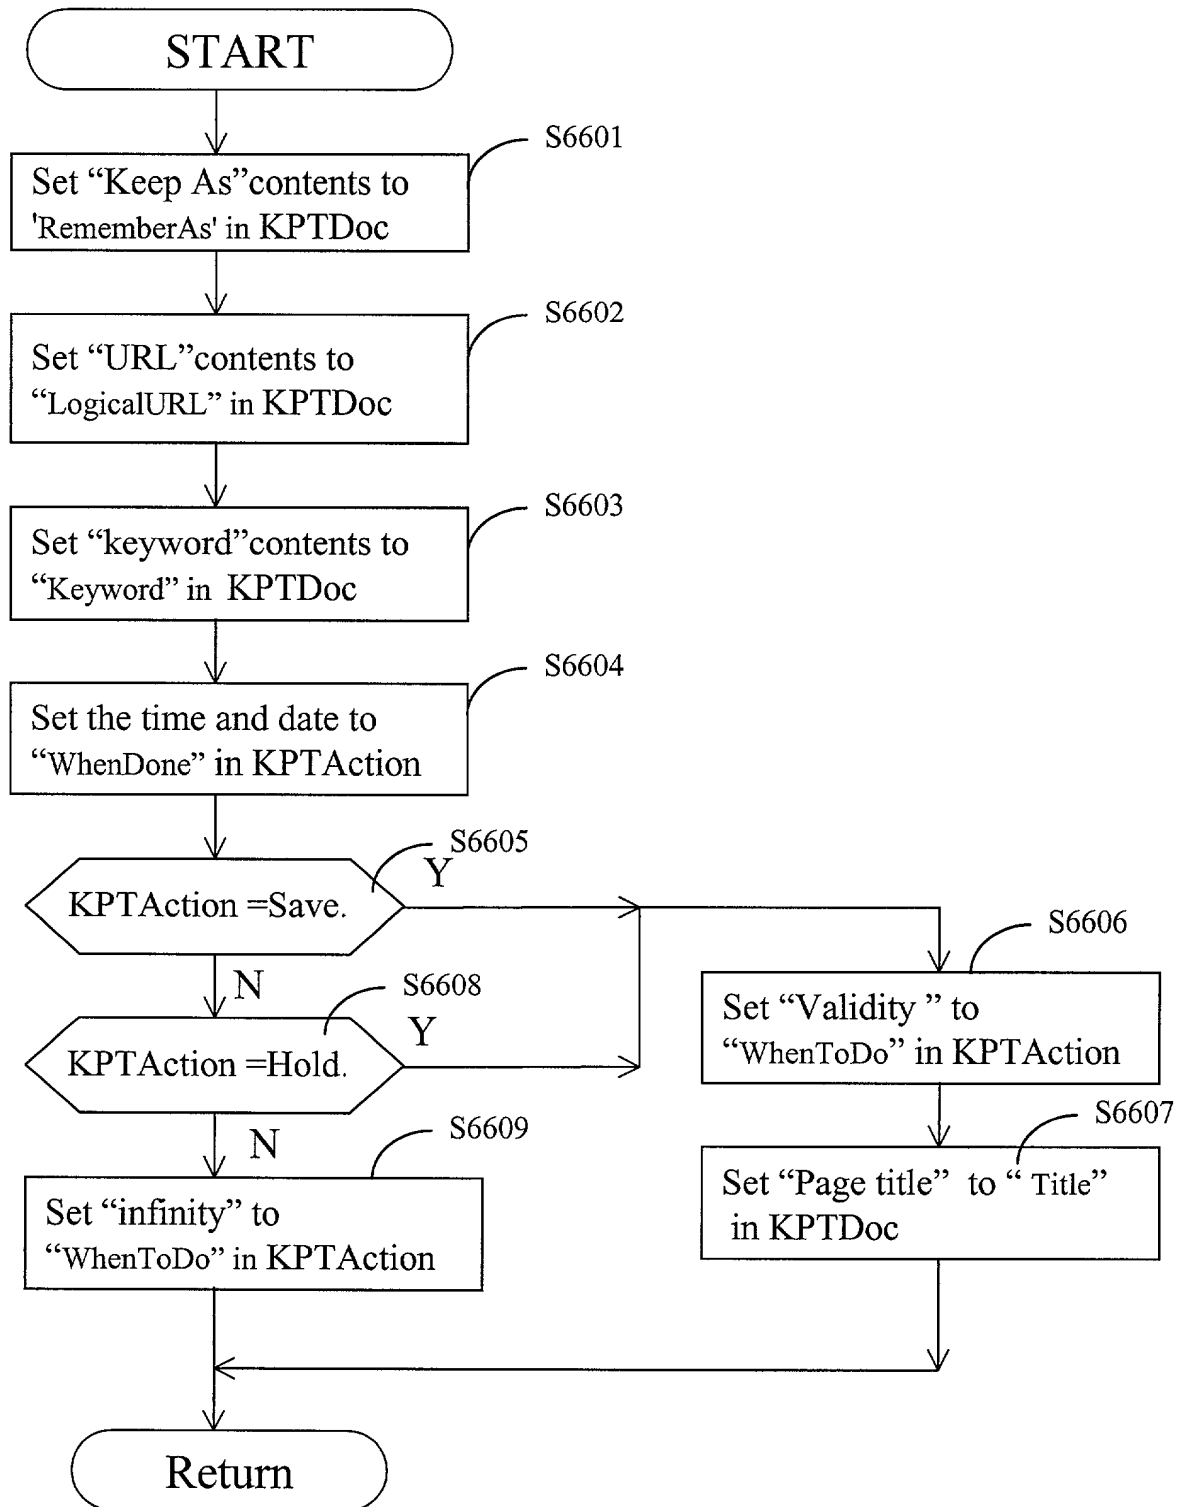 START
S6601
Set “Keep As”contents to
'RememberAs' in KPTDoc
S6602
Set “URL”contents to
“LogicalURL” in KPTDoc
S6603
Set “keyword”contents to
“Keyword” in KPTDoc
S6604
Set the time and date to
“WhenDone” in KPTAction
S6605
KPTAction =Save.
Y
N
S6606
Set “Validity ” to
“WhenToDo” in KPTAction
S6608
KPTAction =Hold.
Y
N
S6607
Set “Page title” to “ Title”
in KPTDoc
S6609
Set “infinity” to
“WhenToDo” in KPTAction
Return